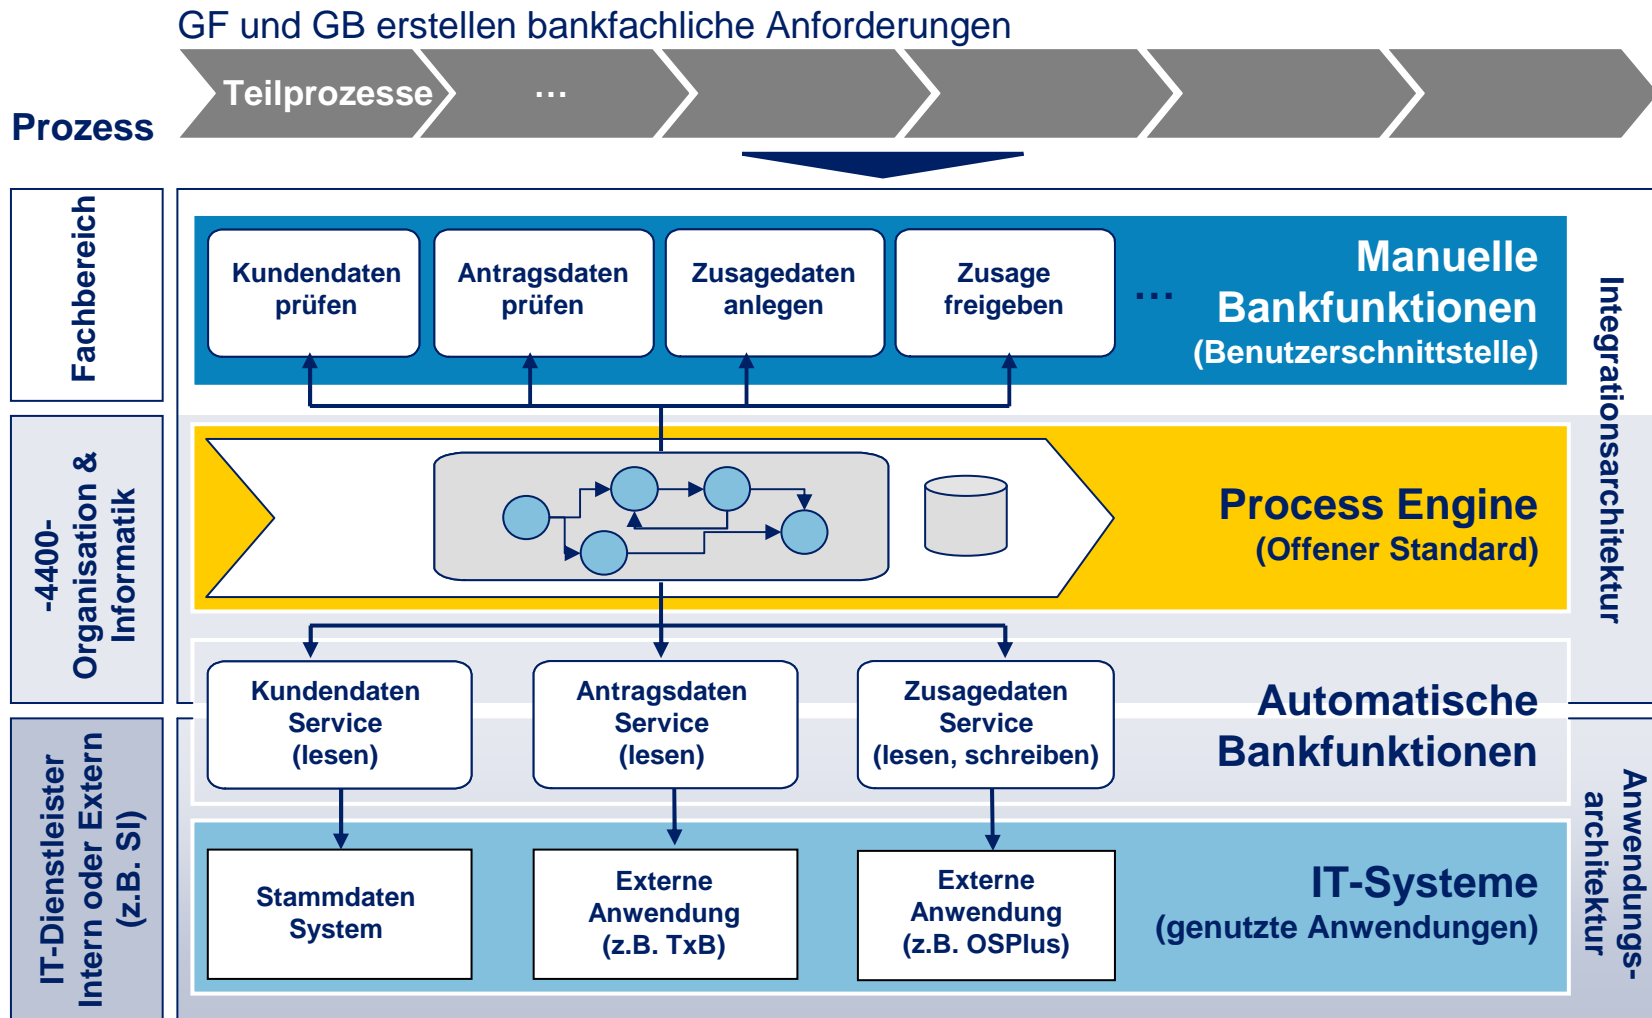 GF und GB erstellen bankfachliche Anforderungen
Teilprozesse
...
Prozess
Fachbereich
Kundendaten
prüfen
Antragsdaten
prüfen
Zusagedaten
anlegen
Zusage
freigeben
...
Manuelle
Bankfunktionen
(Benutzerschnittstelle)
Integrationsarchitektur
-4400-
Organisation &
Informatik
Process Engine
(Offener Standard)
Kundendaten
Service
(lesen)
Antragsdaten
Service
(lesen)
Zusagedaten
Service
(lesen, schreiben)
Automatische
Bankfunktionen
IT-Dienstleister
Intern oder Extern
(z.B. SI)
Stammdaten
System
Externe
Anwendung
(z.B. TxB)
Externe
Anwendung
(z.B. OSPlus)
IT-Systeme
(genutzte Anwendungen)
Anwendungs-
architektur